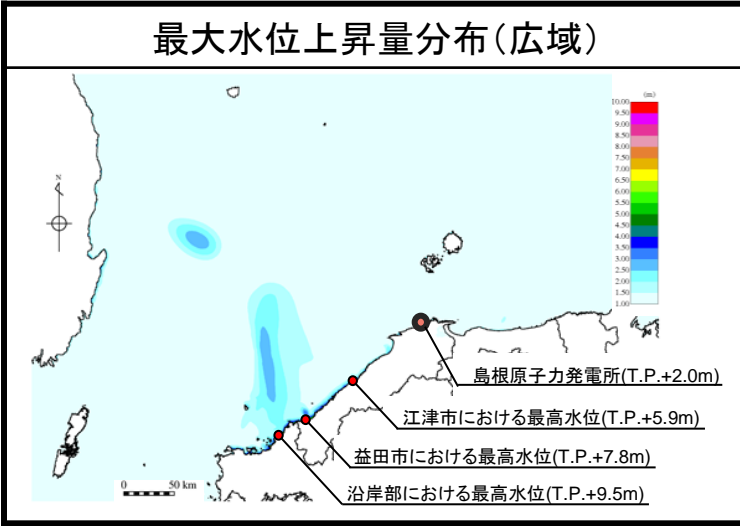 最大水位上昇量分布(広域)
(m)
10.00
9.50
9.00
8.50
8.00
7.50
7.00
6.50
6.00
5.50
5.00
4.50
4.00
3.50
3.00
2.50
2.00
1.50
1.00
N
島根原子力発電所(T.P.+2.0m)
江津市における最高水位(T.P.+5.9m)
益田市における最高水位(T.P.+7.8m)
沿岸部における最高水位(T.P.+9.5m)
0 50 km